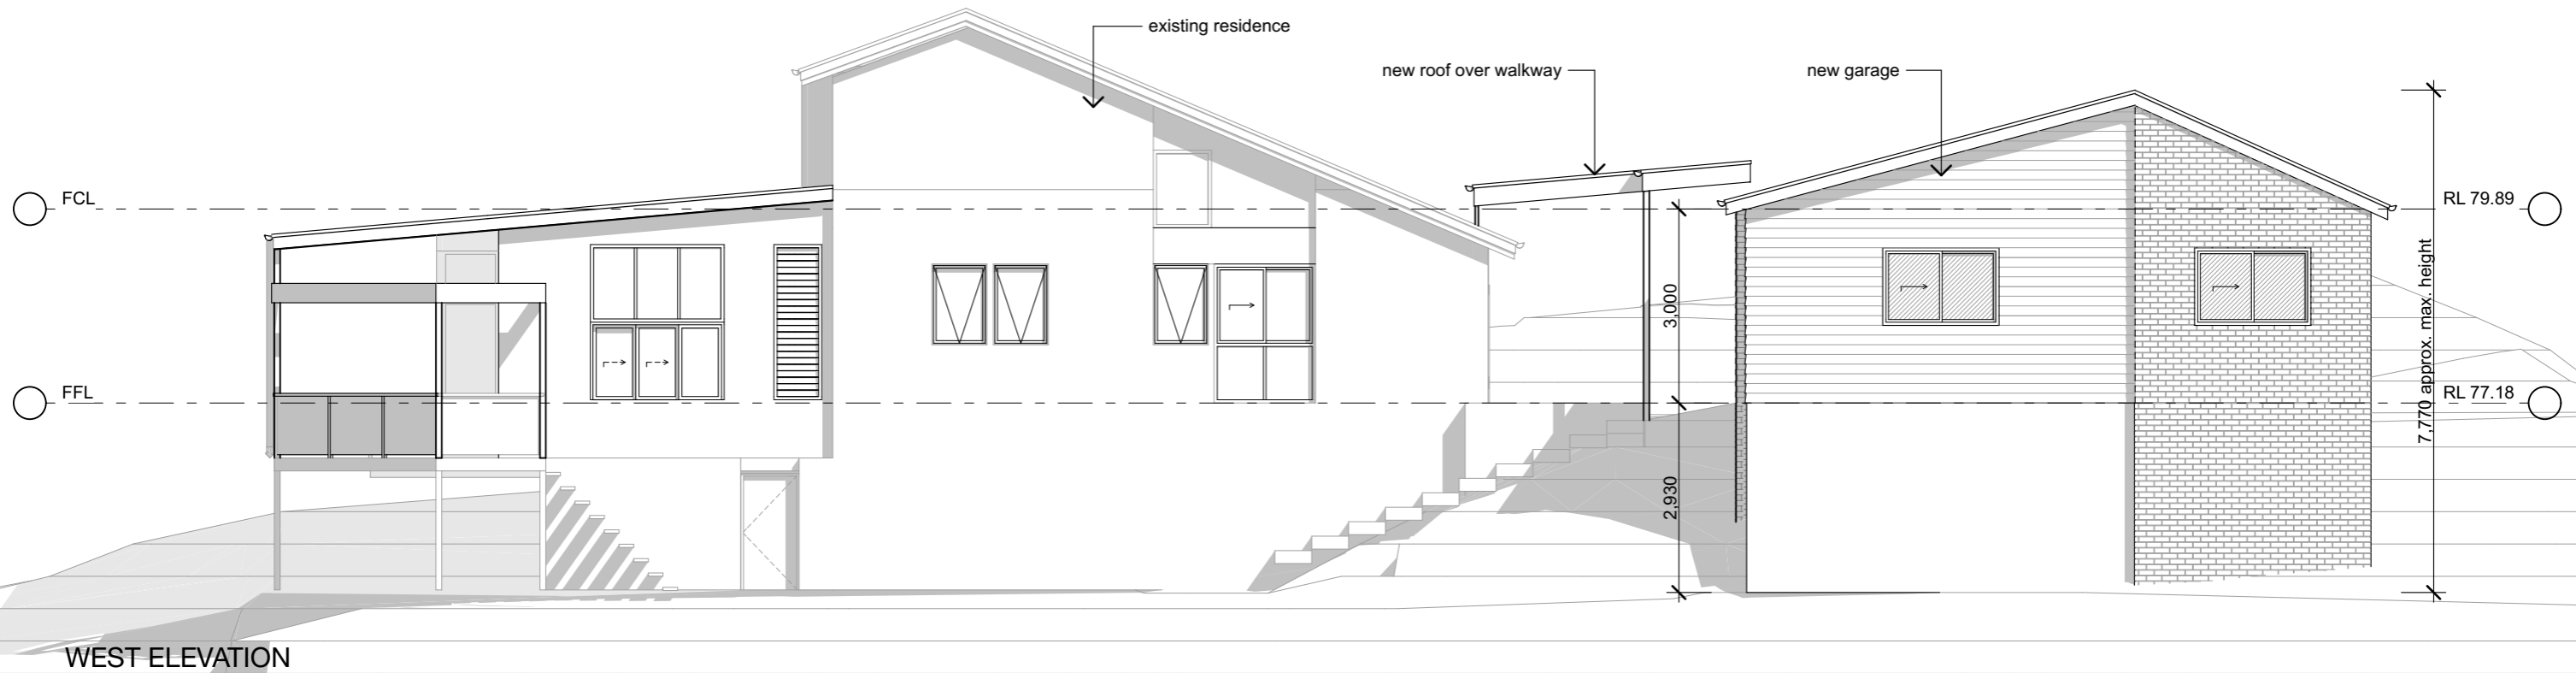 existing residence
new roof over walkway
new garage
FCL
RL 79.89
3,000
7,770 approx. max. height
FFL
RL 77.18
2,930
WEST ELEVATION